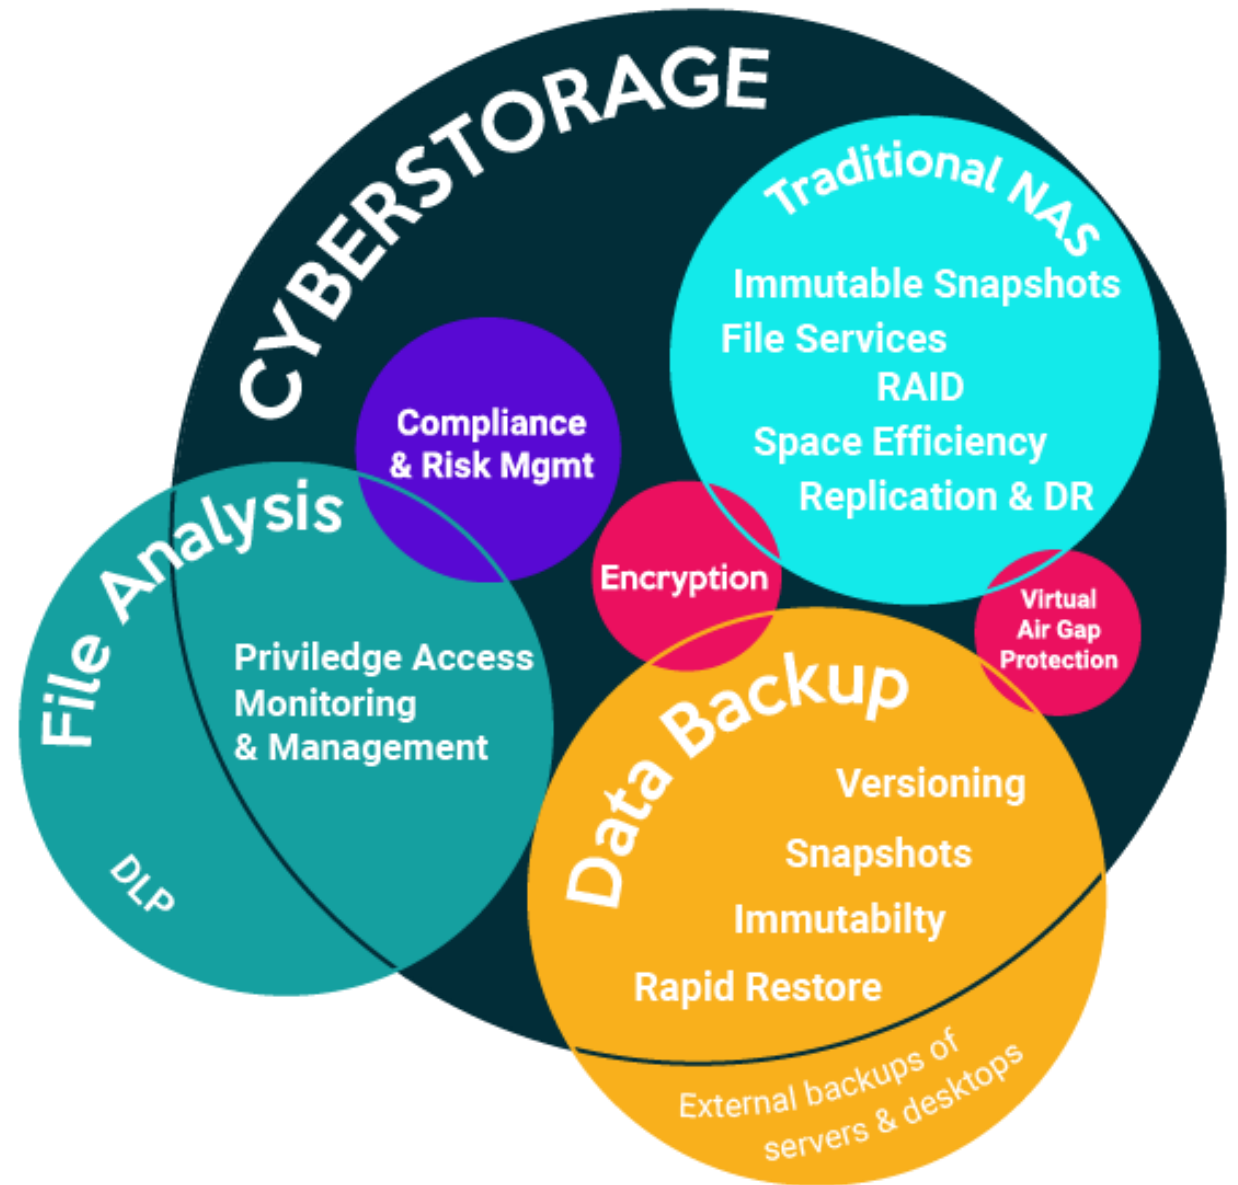 CYBERSTORAGE
Traditional NAS
Immutable Snapshots
File Services
RAID
Space Efficiency
Replication & DR
Compliance
& Risk Mgmt
Encryption
Virtual
Air Gap
Protection
File Analysis
Priviledge Access
Monitoring
& Management
DLP
Data Backup
Versioning
Snapshots
Immutabilty
Rapid Restore
External backups of
servers & desktops